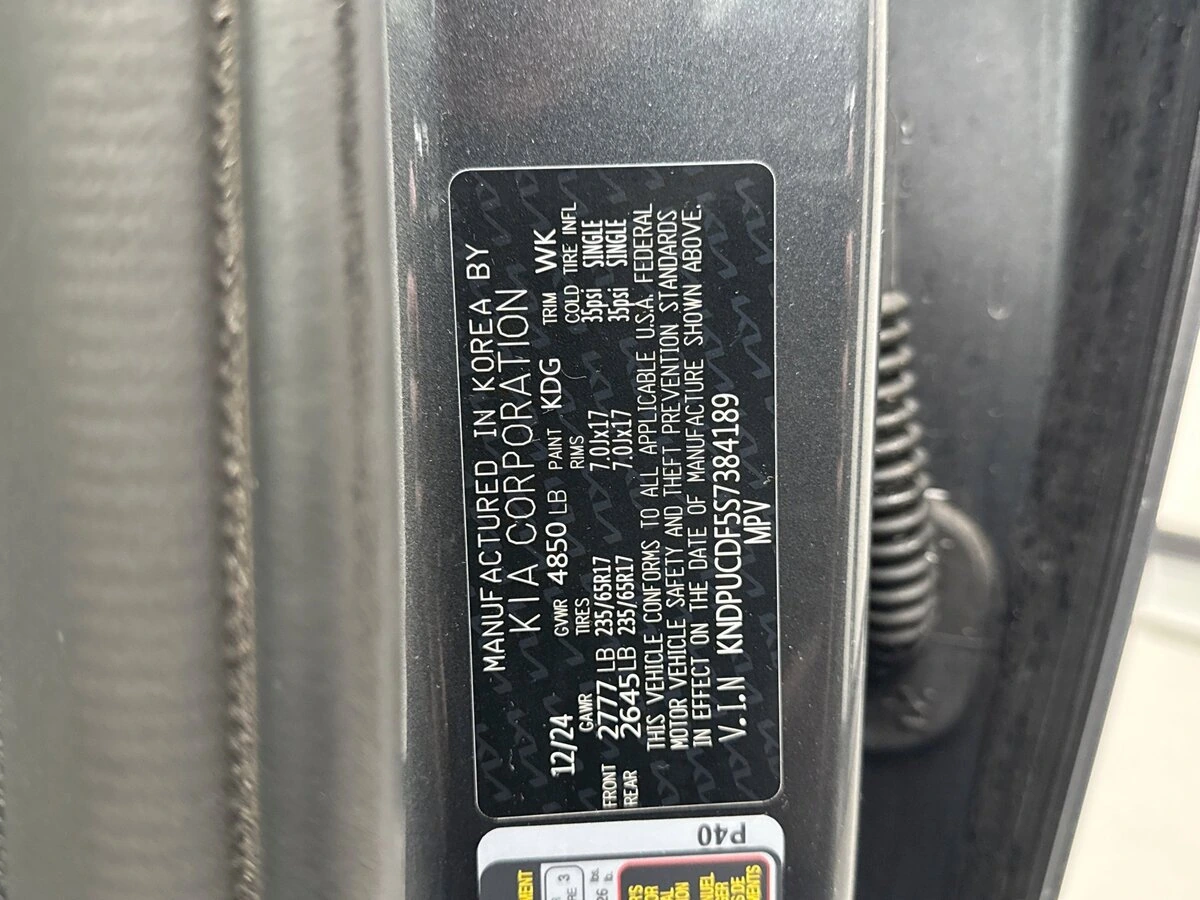 MANUFACTURED IN KOREA BY
KIA CORPORATION
12/24 GVWR 4850 LB PAINT KDG TRIM WK
GAWR TIRES RIMS COLD TIRE INFL
FRONT 2777 LB 235/65R17 7.0Jx17 35psi SINGLE
REAR 2645LB 235/65R17 7.0Jx17 35psi SINGLE
THIS VEHICLE CONFORMS TO ALL APPLICABLE U.S.A. FEDERAL
MOTOR VEHICLE SAFETY AND THEFT PREVENTION STANDARDS
IN EFFECT ON THE DATE OF MANUFACTURE SHOWN ABOVE.
V.I.N KNDPUCDF5S7384189
MPV
P40